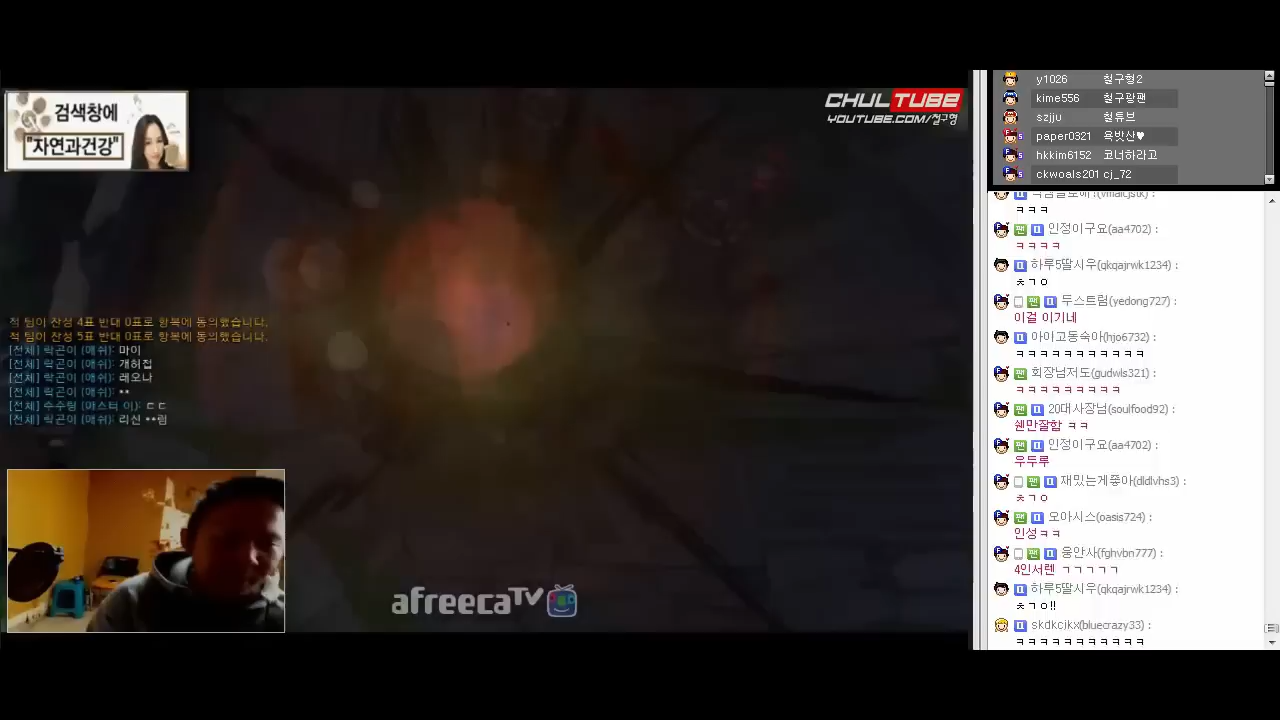 검색창에
"자연과건강"
CHULTUBE
YOUTUBE.COM/철구형
적 팀이 찬성 4표 반대 0표로 항복에 동의했습니다.
적 팀이 찬성 5표 반대 0표로 항복에 동의했습니다.
[전체] 락곤이 (애쉬): 마이
[전체] 락곤이 (애쉬): 개허접
[전체] 락곤이 (애쉬): 레오나
[전체] 락곤이 (애쉬): **
[전체] 수수팅 (마스터 이): ㄷㄷ
[전체] 락곤이 (애쉬): 리신 **림
afreecaTV
y1026 철구형2
kime556 철구랑팬
szjju 철튜브
paper0321 욕밧산♥
hkkim6152 코너하라고
ckwoals201 cj_72
ㅋㅋㅋ
인정이구요(aa4702) :
ㅋㅋㅋㅋ
하루5딸시우(qkqajrwk1234) :
ㅊㄱㅇ
두스트럼(yedong727) :
이걸 이기네
아이고동숙아(hjo6732) :
ㅋㅋㅋㅋㅋㅋㅋㅋㅋㅋㅋ
회장님저도(gudwls321) :
ㅋㅋㅋㅋㅋㅋㅋㅋㅋ
20대사장님(soulfood92) :
쉔만잘함 ㅋㅋ
인정이구요(aa4702) :
우두루
재밌는게좋아(dldlvhs3) :
ㅊㄱㅇ
오아시스(oasis724) :
인성ㅋㅋ
웅안사(fghvbn777) :
4인서렌 ㄱㄱㄱㄱㄱ
하루5딸시우(qkqajrwk1234) :
ㅊㄱㅇ!!
skdkcjkx(bluecrazy33) :
ㅋㅋㅋㅋㅋㅋㅋㅋㅋㅋㅋ